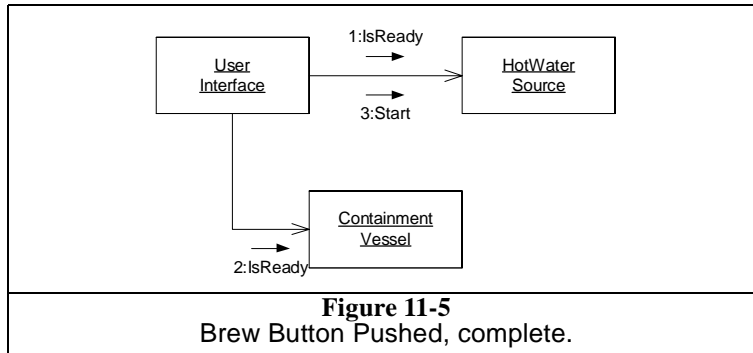 1:IsReady
User
Interface
HotWater
Source
3:Start
Containment
Vessel
2:IsReady
Figure 11-5
Brew Button Pushed, complete.